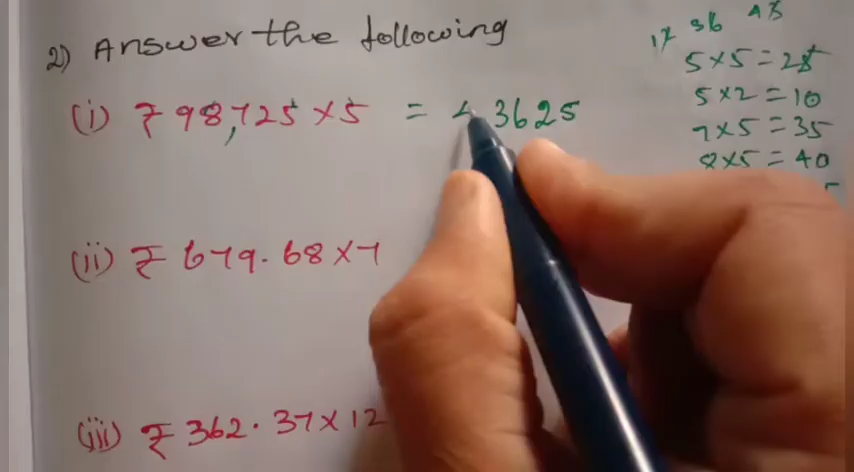 2) Answer the following
(i) ₹ 98,725 × 5 = 43625
(ii) ₹ 679.68 × 7
(iii) ₹ 362.37 × 12
17 36 43
5 × 5 = 25
5 × 2 = 10
7 × 5 = 35
8 × 5 = 40